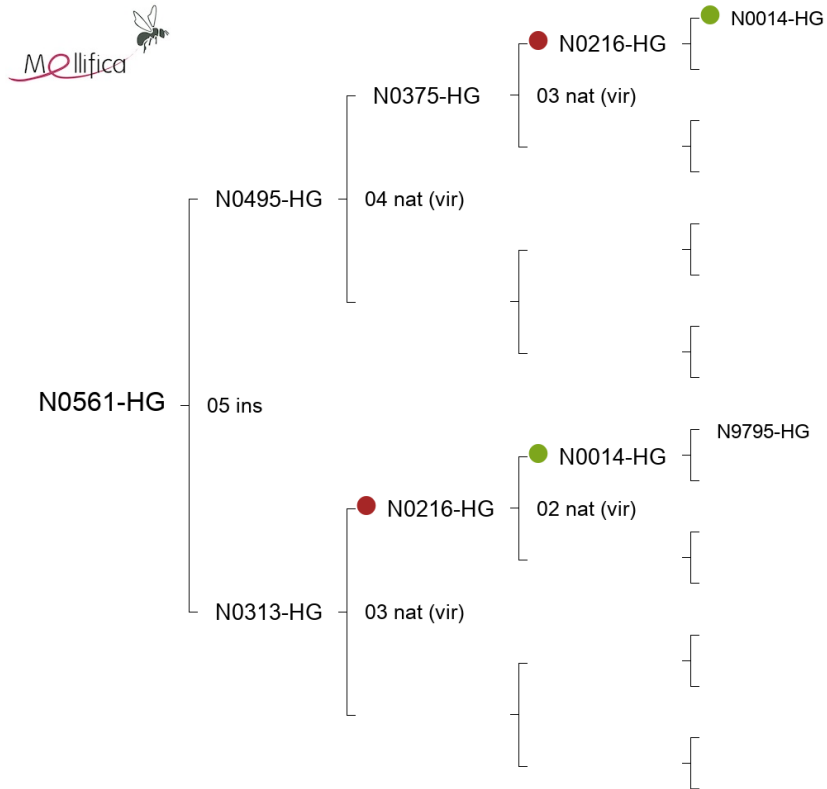 Mellifica
N0014-HG
N0216-HG
N0375-HG
03 nat (vir)
N0495-HG
04 nat (vir)
N0561-HG
05 ins
N9795-HG
N0014-HG
N0216-HG
02 nat (vir)
N0313-HG
03 nat (vir)